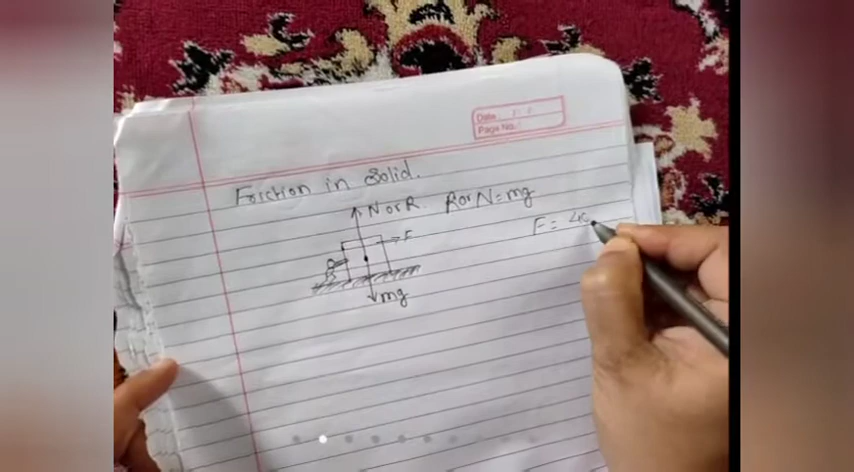 Date
Page No.
Friction in Solid.
N or R. R or N = mg
F
F =
mg